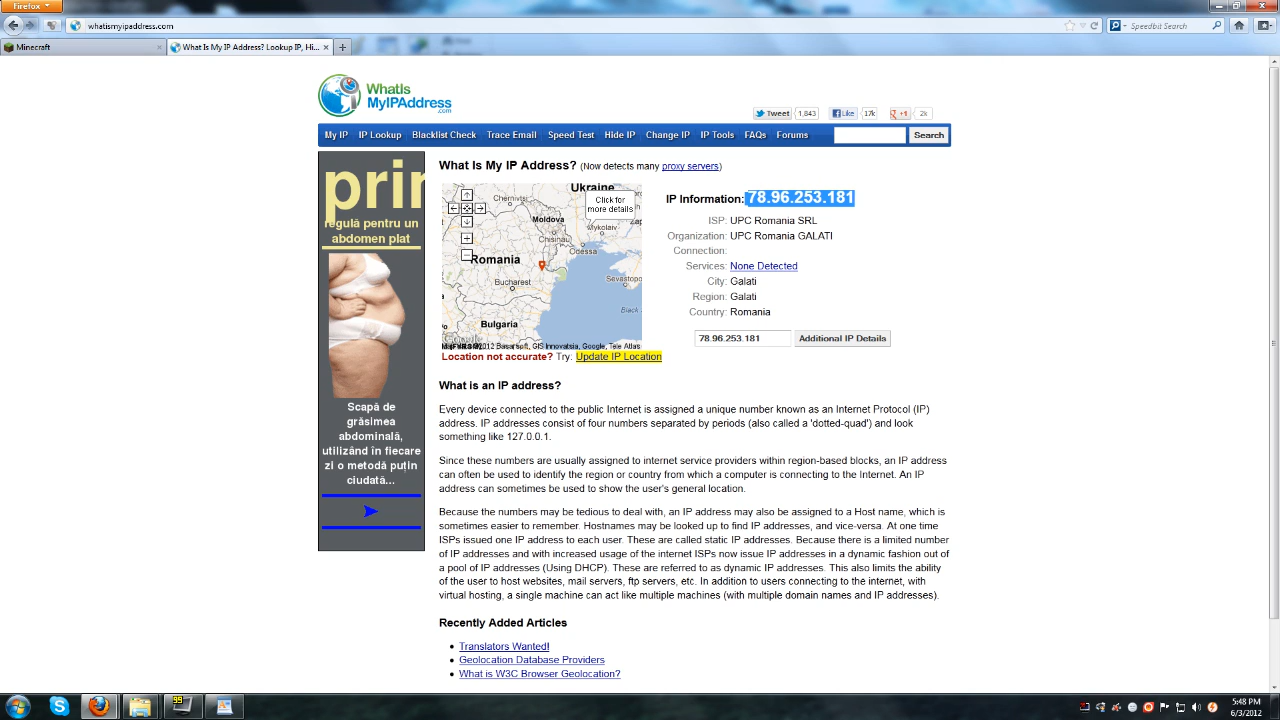 Firefox
whatismyipaddress.com
Speedbit Search
Minecraft
What Is My IP Address? Lookup IP, Hi...
WhatIs
MyIPAddress
.com
Tweet 1,843 Like 17k +1 2k
My IP IP Lookup Blacklist Check Trace Email Speed Test Hide IP Change IP IP Tools FAQs Forums Search
prin
regulă pentru un
abdomen plat
Scapă de
grăsimea
abdominală,
utilizând în fiecare
zi o metodă puțin
ciudată...
What Is My IP Address? (Now detects many proxy servers)
Ukraine
Chernivtsi
Click for
more details
Moldova
Mykolaiv
Chisinau
Odessa
Romania
Sevastopo
Bucharest
Black
Bulgaria
Google
2012 Basarsoft, GIS Innovatsia, Google, Tele Atlas
Location not accurate? Try: Update IP Location
IP Information: 78.96.253.181
ISP: UPC Romania SRL
Organization: UPC Romania GALATI
Connection:
Services: None Detected
City: Galati
Region: Galati
Country: Romania
78.96.253.181 Additional IP Details
What is an IP address?
Every device connected to the public Internet is assigned a unique number known as an Internet Protocol (IP)
address. IP addresses consist of four numbers separated by periods (also called a 'dotted-quad') and look
something like 127.0.0.1.
Since these numbers are usually assigned to internet service providers within region-based blocks, an IP address
can often be used to identify the region or country from which a computer is connecting to the Internet. An IP
address can sometimes be used to show the user's general location.
Because the numbers may be tedious to deal with, an IP address may also be assigned to a Host name, which is
sometimes easier to remember. Hostnames may be looked up to find IP addresses, and vice-versa. At one time
ISPs issued one IP address to each user. These are called static IP addresses. Because there is a limited number
of IP addresses and with increased usage of the internet ISPs now issue IP addresses in a dynamic fashion out of
a pool of IP addresses (Using DHCP). These are referred to as dynamic IP addresses. This also limits the ability
of the user to host websites, mail servers, ftp servers, etc. In addition to users connecting to the internet, with
virtual hosting, a single machine can act like multiple machines (with multiple domain names and IP addresses).
Recently Added Articles
Translators Wanted!
Geolocation Database Providers
What is W3C Browser Geolocation?
99
5:48 PM
6/3/2012